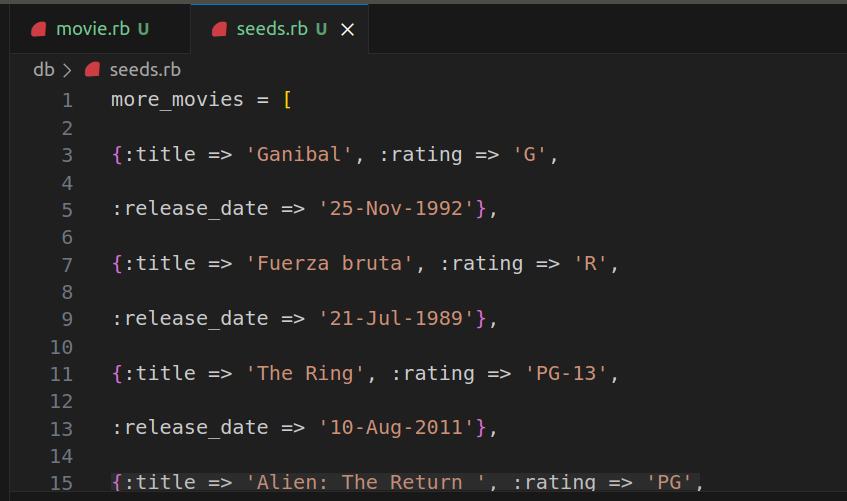 movie.rb U seeds.rb U ×
db > seeds.rb
1 more_movies = [
2
3 {:title => 'Ganibal', :rating => 'G',
4
5 :release_date => '25-Nov-1992'},
6
7 {:title => 'Fuerza bruta', :rating => 'R',
8
9 :release_date => '21-Jul-1989'},
10
11 {:title => 'The Ring', :rating => 'PG-13',
12
13 :release_date => '10-Aug-2011'},
14
15 {:title => 'Alien: The Return ', :rating => 'PG',